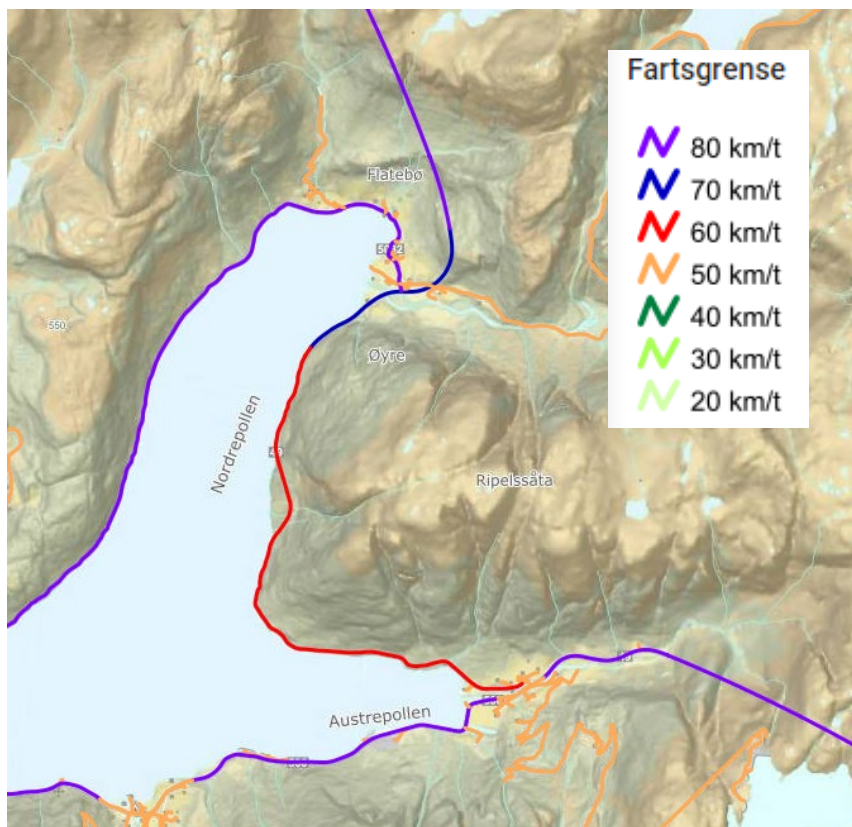 Fartsgrense
80 km/t
70 km/t
60 km/t
50 km/t
40 km/t
30 km/t
20 km/t
Flatebø
550
Øyre
Nordrepollen
Ripelssåta
Austrepollen